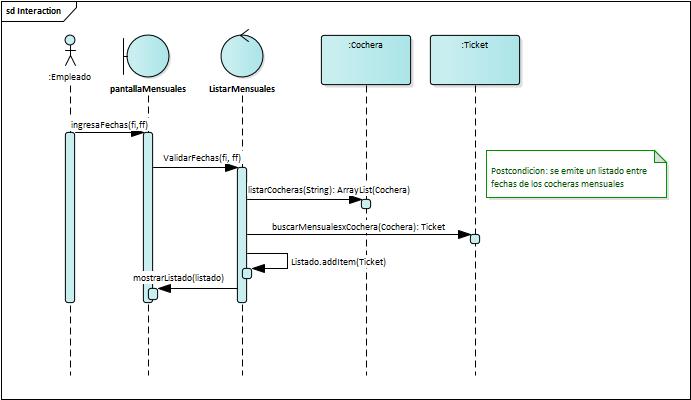 sd Interaction
:Empleado
pantallaMensuales
ListarMensuales
:Cochera
:Ticket
ingresaFechas(fi,ff)
ValidarFechas(fi, ff)
listarCocheras(String): ArrayList(Cochera)
buscarMensualesxCochera(Cochera): Ticket
Listado.addItem(Ticket)
mostrarListado(listado)
Postcondicion: se emite un listado entre
fechas de los cocheras mensuales